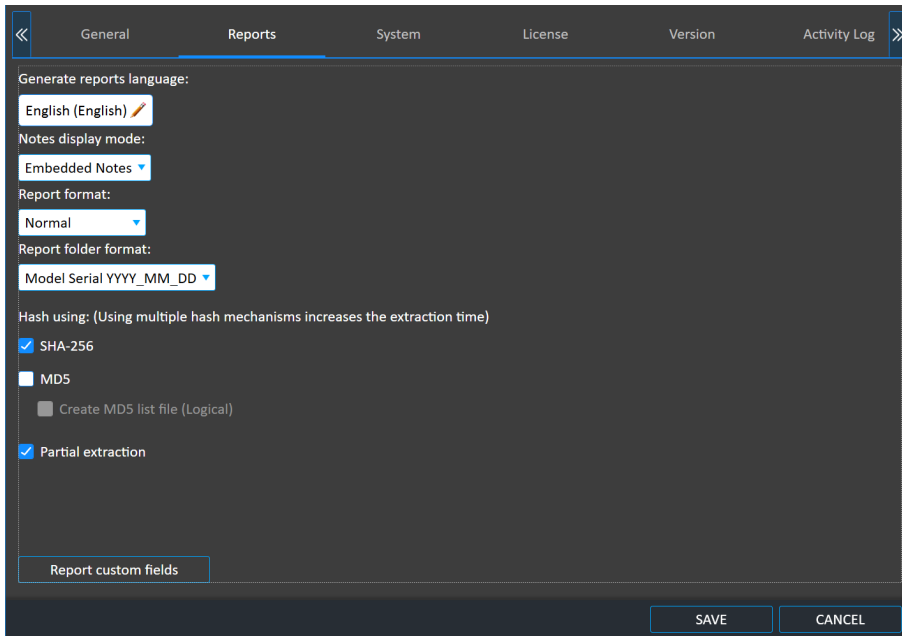 General Reports System License Version Activity Log
Generate reports language:
English (English)
Notes display mode:
Embedded Notes
Report format:
Normal
Report folder format:
Model Serial YYYY_MM_DD
Hash using: (Using multiple hash mechanisms increases the extraction time)
SHA-256
MD5
Create MD5 list file (Logical)
Partial extraction
Report custom fields
SAVE CANCEL